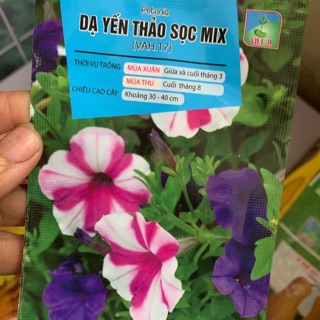 Petunia
DẠ YẾN THẢO SỌC MIX
(VAH.17)
THỜI VỤ TRỒNG MÙA XUÂN Giữa và cuối tháng 3
MÙA THU Cuối tháng 8
CHIỀU CAO CÂY Khoảng 30 - 40 cm